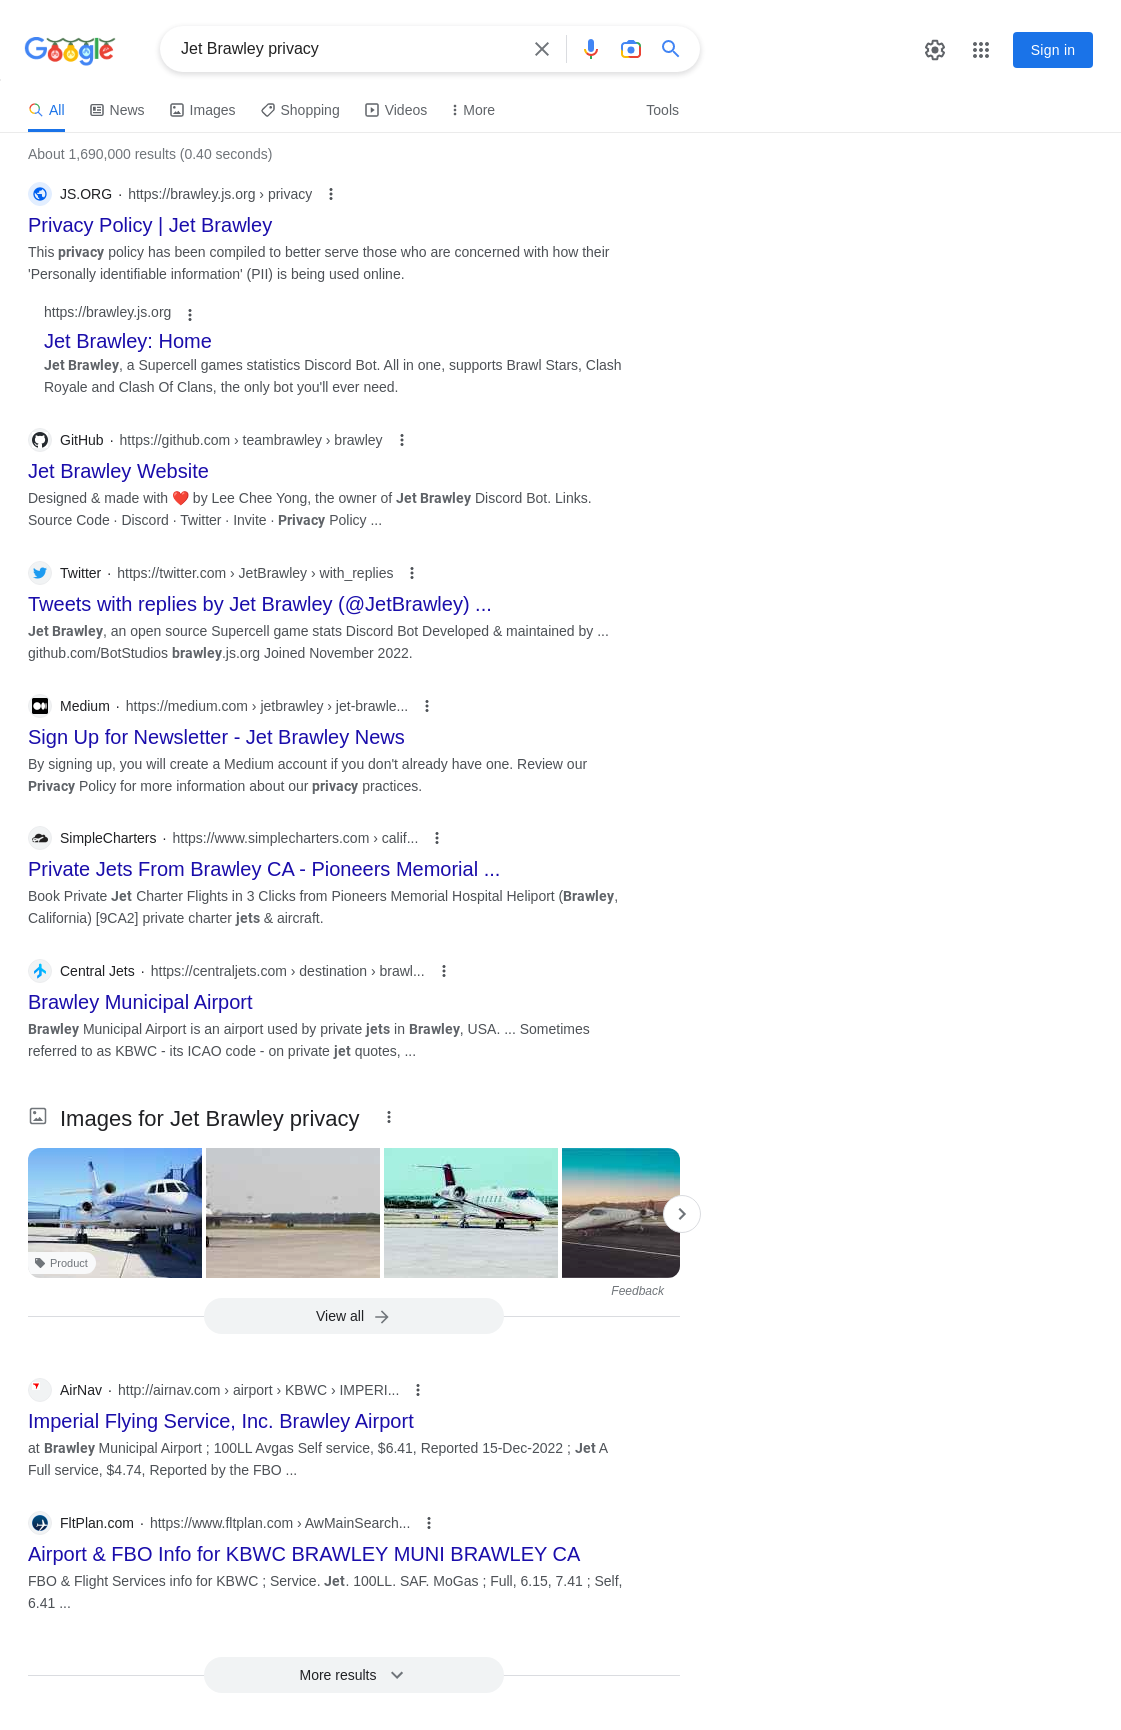 Google
Jet Brawley privacy
Sign in
All
News
Images
Shopping
Videos
More
Tools
About 1,690,000 results (0.40 seconds)
JS.ORG · https://brawley.js.org › privacy
Privacy Policy | Jet Brawley
This privacy policy has been compiled to better serve those who are concerned with how their
'Personally identifiable information' (PII) is being used online.
https://brawley.js.org
Jet Brawley: Home
Jet Brawley, a Supercell games statistics Discord Bot. All in one, supports Brawl Stars, Clash
Royale and Clash Of Clans, the only bot you'll ever need.
GitHub · https://github.com › teambrawley › brawley
Jet Brawley Website
Designed & made with ❤️ by Lee Chee Yong, the owner of Jet Brawley Discord Bot. Links.
Source Code · Discord · Twitter · Invite · Privacy Policy ...
Twitter · https://twitter.com › JetBrawley › with_replies
Tweets with replies by Jet Brawley (@JetBrawley) ...
Jet Brawley, an open source Supercell game stats Discord Bot Developed & maintained by ...
github.com/BotStudios brawley.js.org Joined November 2022.
Medium · https://medium.com › jetbrawley › jet-brawle...
Sign Up for Newsletter - Jet Brawley News
By signing up, you will create a Medium account if you don't already have one. Review our
Privacy Policy for more information about our privacy practices.
SimpleCharters · https://www.simplecharters.com › calif...
Private Jets From Brawley CA - Pioneers Memorial ...
Book Private Jet Charter Flights in 3 Clicks from Pioneers Memorial Hospital Heliport (Brawley,
California) [9CA2] private charter jets & aircraft.
Central Jets · https://centraljets.com › destination › brawl...
Brawley Municipal Airport
Brawley Municipal Airport is an airport used by private jets in Brawley, USA. ... Sometimes
referred to as KBWC - its ICAO code - on private jet quotes, ...
Images for Jet Brawley privacy
Product
Feedback
View all
AirNav · http://airnav.com › airport › KBWC › IMPERI...
Imperial Flying Service, Inc. Brawley Airport
at Brawley Municipal Airport ; 100LL Avgas Self service, $6.41, Reported 15-Dec-2022 ; Jet A
Full service, $4.74, Reported by the FBO ...
FltPlan.com · https://www.fltplan.com › AwMainSearch...
Airport & FBO Info for KBWC BRAWLEY MUNI BRAWLEY CA
FBO & Flight Services info for KBWC ; Service. Jet. 100LL. SAF. MoGas ; Full, 6.15, 7.41 ; Self,
6.41 ...
More results